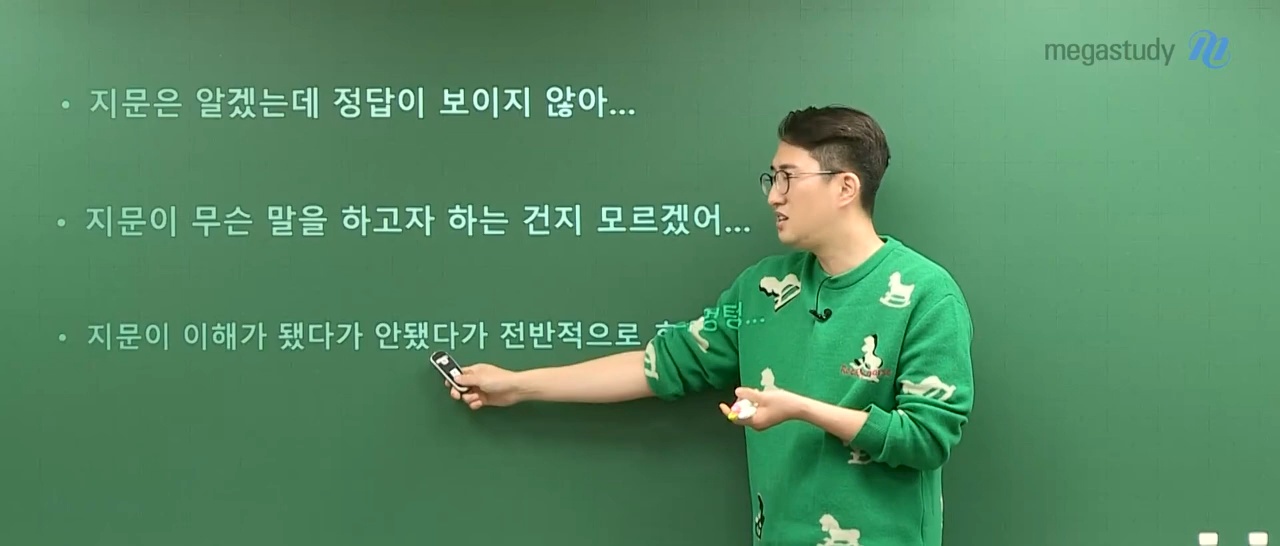 megastudy
• 지문은 알겠는데 정답이 보이지 않아...
• 지문이 무슨 말을 하고자 하는 건지 모르겠어...
• 지문이 이해가 됐다가 안됐다가 전반적으로